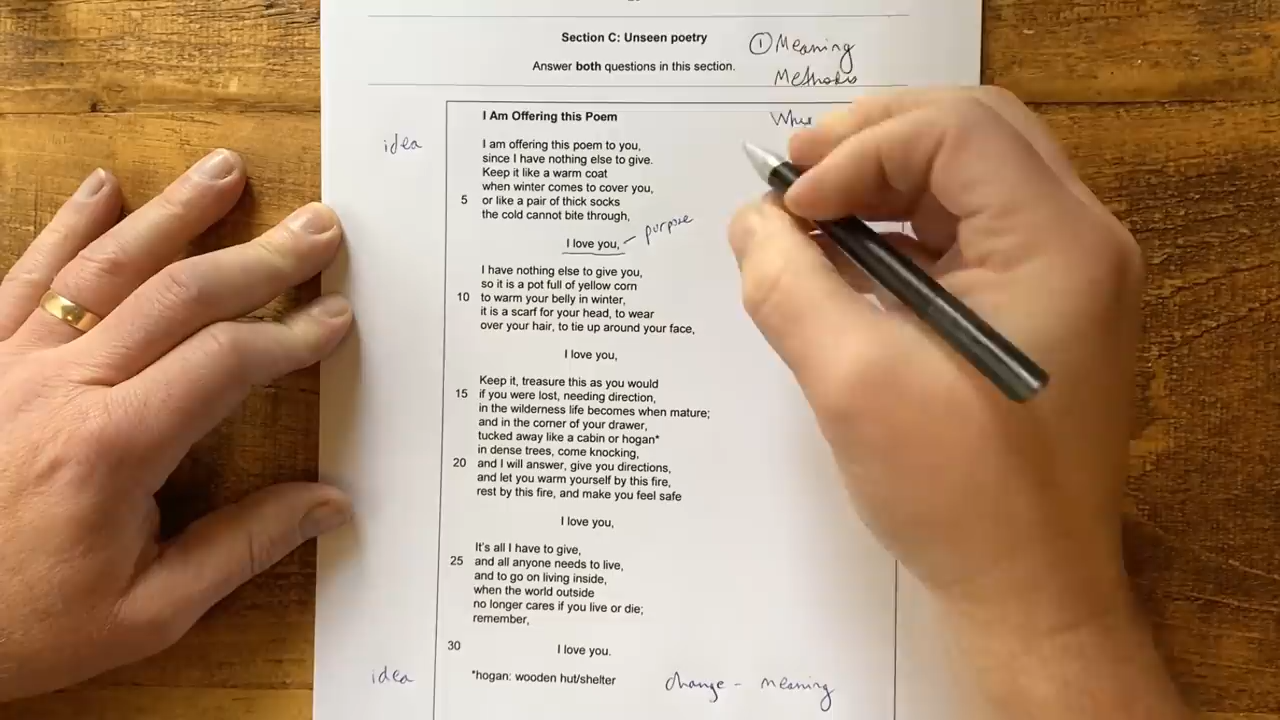 Section C: Unseen poetry
① Meaning
Answer both questions in this section.
Methods
I Am Offering this Poem
idea
I am offering this poem to you,
since I have nothing else to give.
Keep it like a warm coat
when winter comes to cover you,
5 or like a pair of thick socks
the cold cannot bite through,
I love you, – purpose
I have nothing else to give you,
so it is a pot full of yellow corn
10 to warm your belly in winter,
it is a scarf for your head, to wear
over your hair, to tie up around your face,
I love you,
Keep it, treasure this as you would
15 if you were lost, needing direction,
in the wilderness life becomes when mature;
and in the corner of your drawer,
tucked away like a cabin or hogan*
in dense trees, come knocking,
20 and I will answer, give you directions,
and let you warm yourself by this fire,
rest by this fire, and make you feel safe
I love you,
It's all I have to give,
25 and all anyone needs to live,
and to go on living inside,
when the world outside
no longer cares if you live or die;
remember,
30 I love you.
idea
*hogan: wooden hut/shelter
change - meaning